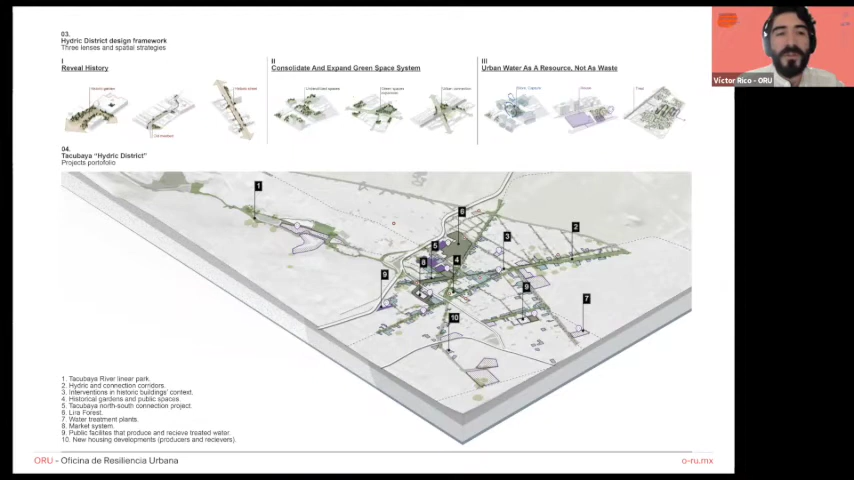 03.
Hydric District design framework
Three lenses and spatial strategies
I
Reveal History
II
Consolidate And Expand Green Space System
III
Urban Water As A Resource, Not As Waste
04.
Tacubaya "Hydric District"
Projects portofolio
1
6
3
2
5
4
8
9
9
7
10
1. Tacubaya River linear park.
2. Hydric and connection corridors.
3. Interventions in historic buildings' context.
4. Historical gardens and public spaces
5. Tacubaya north-south connection project.
6. Lira Forest.
7. Water treatment plants.
8. Market system.
9. Public facilites that produce and recieve treated water.
10. New housing developments (producers and recievers).
ORU - Oficina de Resiliencia Urbana
o-ru.mx
Víctor Rico - ORU